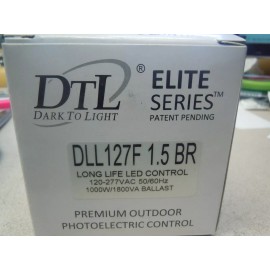 DTL®
DARK TO LIGHT
ELITE
SERIES™
PATENT PENDING
DLL127F 1.5 BR
LONG LIFE LED CONTROL
120-277VAC 50/60Hz
1000W/1800VA BALLAST
PREMIUM OUTDOOR
PHOTOELECTRIC CONTROL